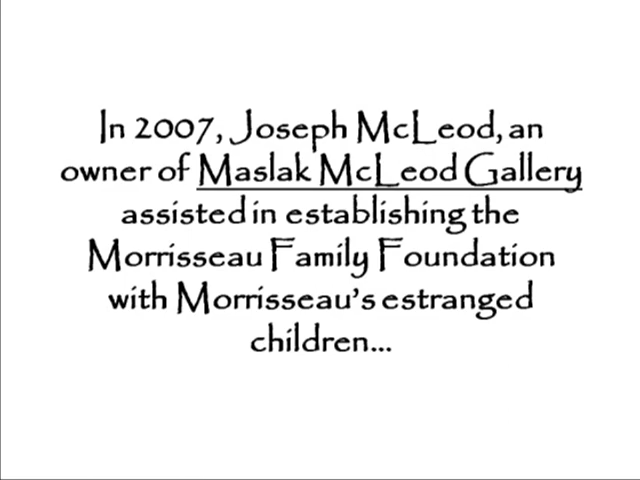 In 2007, Joseph McLeod, an
owner of Maslak McLeod Gallery
assisted in establishing the
Morrisseau Family Foundation
with Morrisseau's estranged
children...